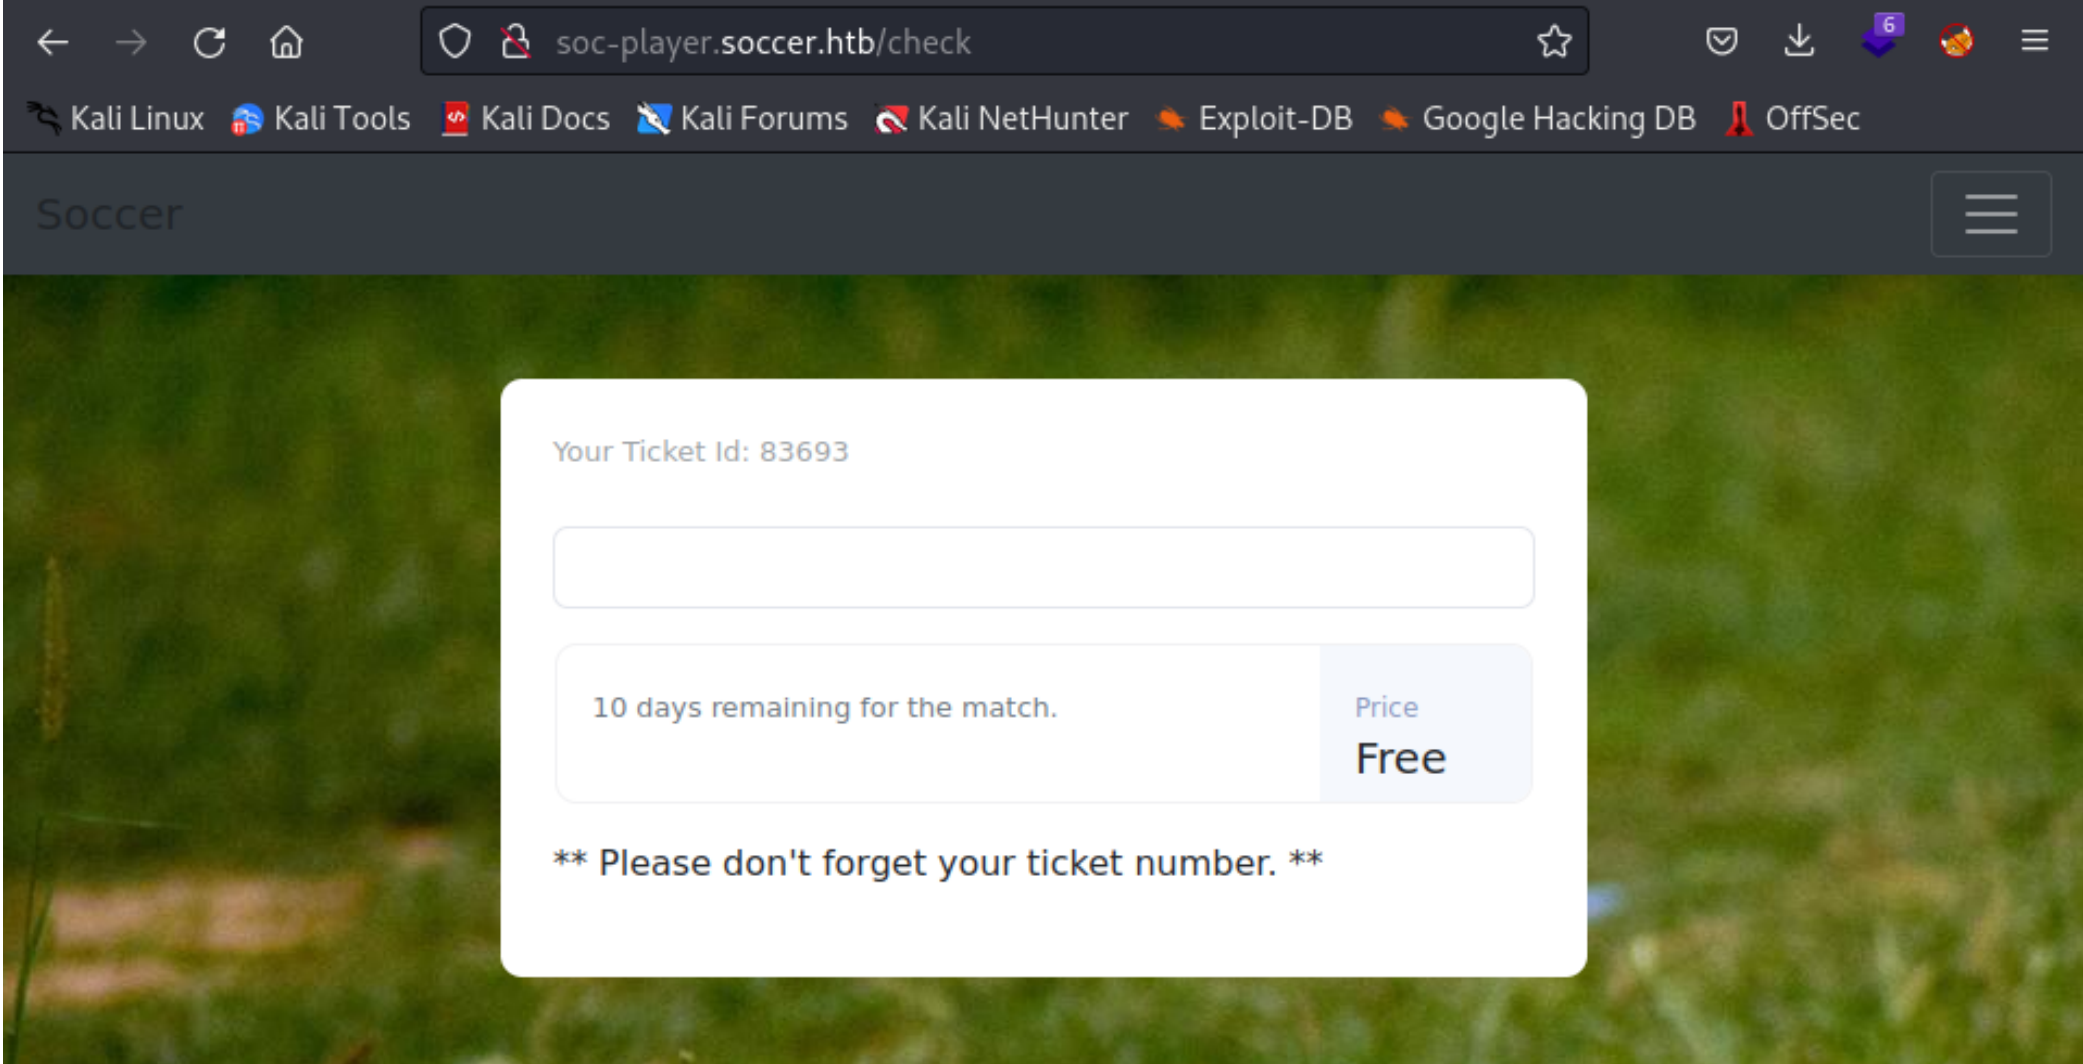 soc-player.soccer.htb/check
6
Kali Linux Kali Tools Kali Docs Kali Forums Kali NetHunter Exploit-DB Google Hacking DB OffSec
Soccer
Your Ticket Id: 83693
10 days remaining for the match.
Price
Free
** Please don't forget your ticket number. **